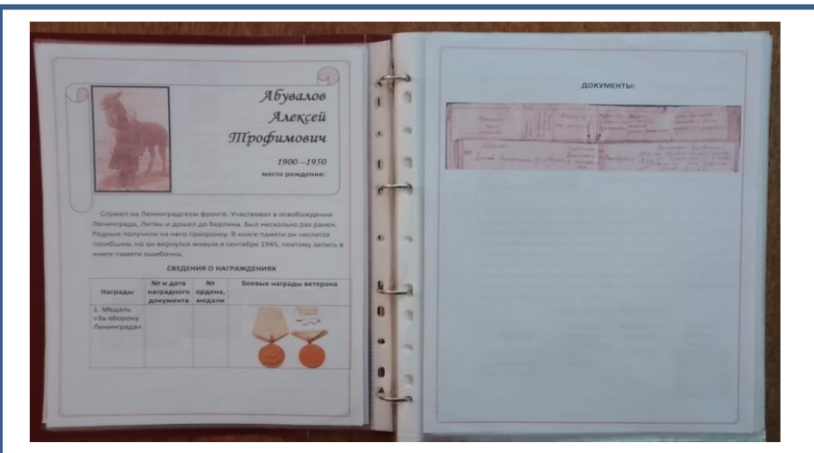 Абувалов
Алексей
Трофимович
1900 –1950
место рождения:
Служил на Ленинградском фронте. Участвовал в освобождении
Ленинграда, Литвы и дошел до Берлина. Был несколько раз ранен.
Родные получили на него похоронку. В книге памяти он числится
погибшим, но он вернулся живым в сентябре 1945, поэтому запись в
книге памяти ошибочна.
СВЕДЕНИЯ О НАГРАЖДЕНИЯХ
Награды
№ и дата
наградного
документа
№
ордена,
медали
Боевые награды ветерана
1. Медаль
«За оборону
Ленинграда»
ДОКУМЕНТЫ: